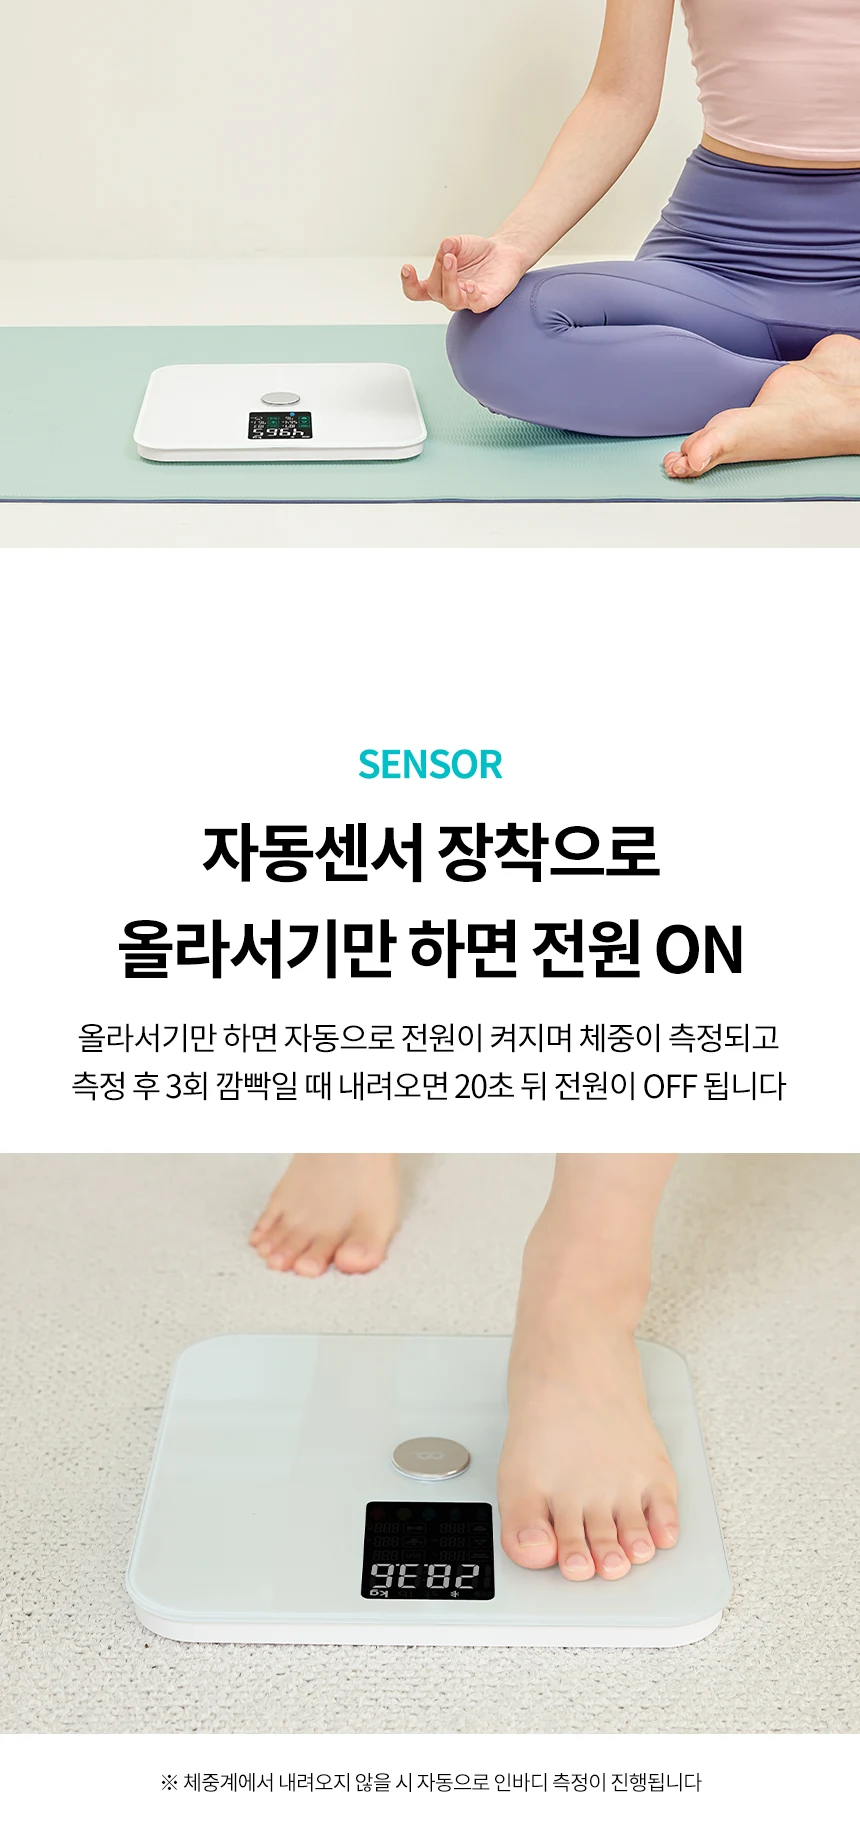 SENSOR
자동센서 장착으로
올라서기만 하면 전원 ON
올라서기만 하면 자동으로 전원이 켜지며 체중이 측정되고
측정 후 3회 깜빡일 때 내려오면 20초 뒤 전원이 OFF 됩니다
kg
※ 체중계에서 내려오지 않을 시 자동으로 인바디 측정이 진행됩니다